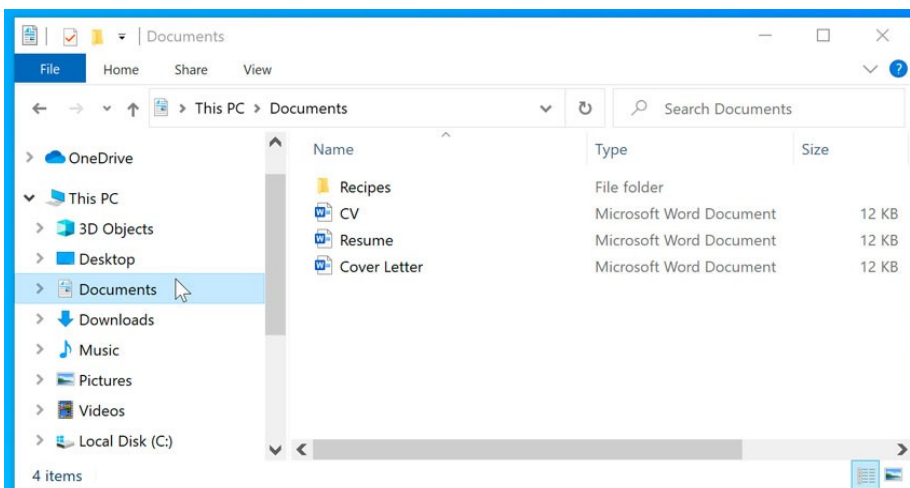 Documents
File Home Share View
This PC > Documents
Search Documents
OneDrive
This PC
3D Objects
Desktop
Documents
Downloads
Music
Pictures
Videos
Local Disk (C:)
Name Type Size
Recipes File folder
CV Microsoft Word Document 12 KB
Resume Microsoft Word Document 12 KB
Cover Letter Microsoft Word Document 12 KB
4 items